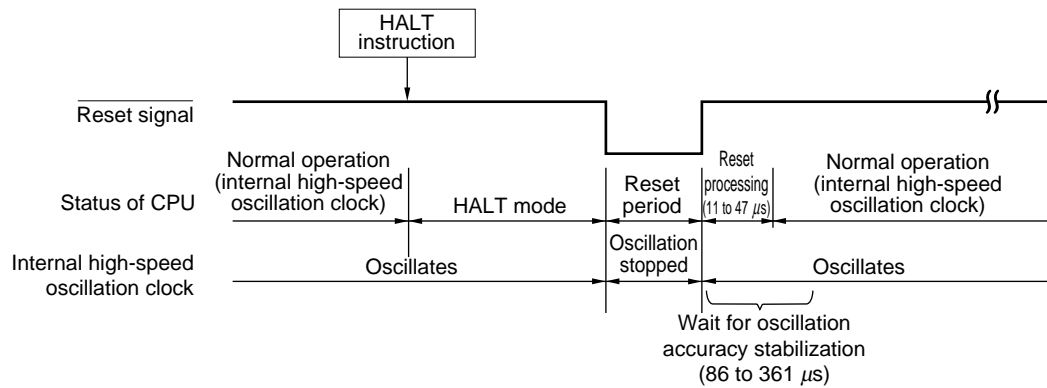 HALT
instruction
Reset signal
Normal operation
(internal high-speed
oscillation clock)
Reset
processing
(11 to 47 μs)
Normal operation
(internal high-speed
oscillation clock)
Status of CPU
HALT mode
Reset
period
Internal high-speed
oscillation clock
Oscillates
Oscillation
stopped
Oscillates
Wait for oscillation
accuracy stabilization
(86 to 361 μs)